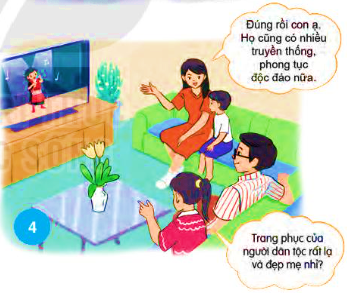 Đúng rồi con ạ.
Họ cũng có nhiều
truyền thống,
phong tục
độc đáo nữa.
4
Trang phục của
người dân tộc rất lạ
và đẹp mẹ nhỉ?